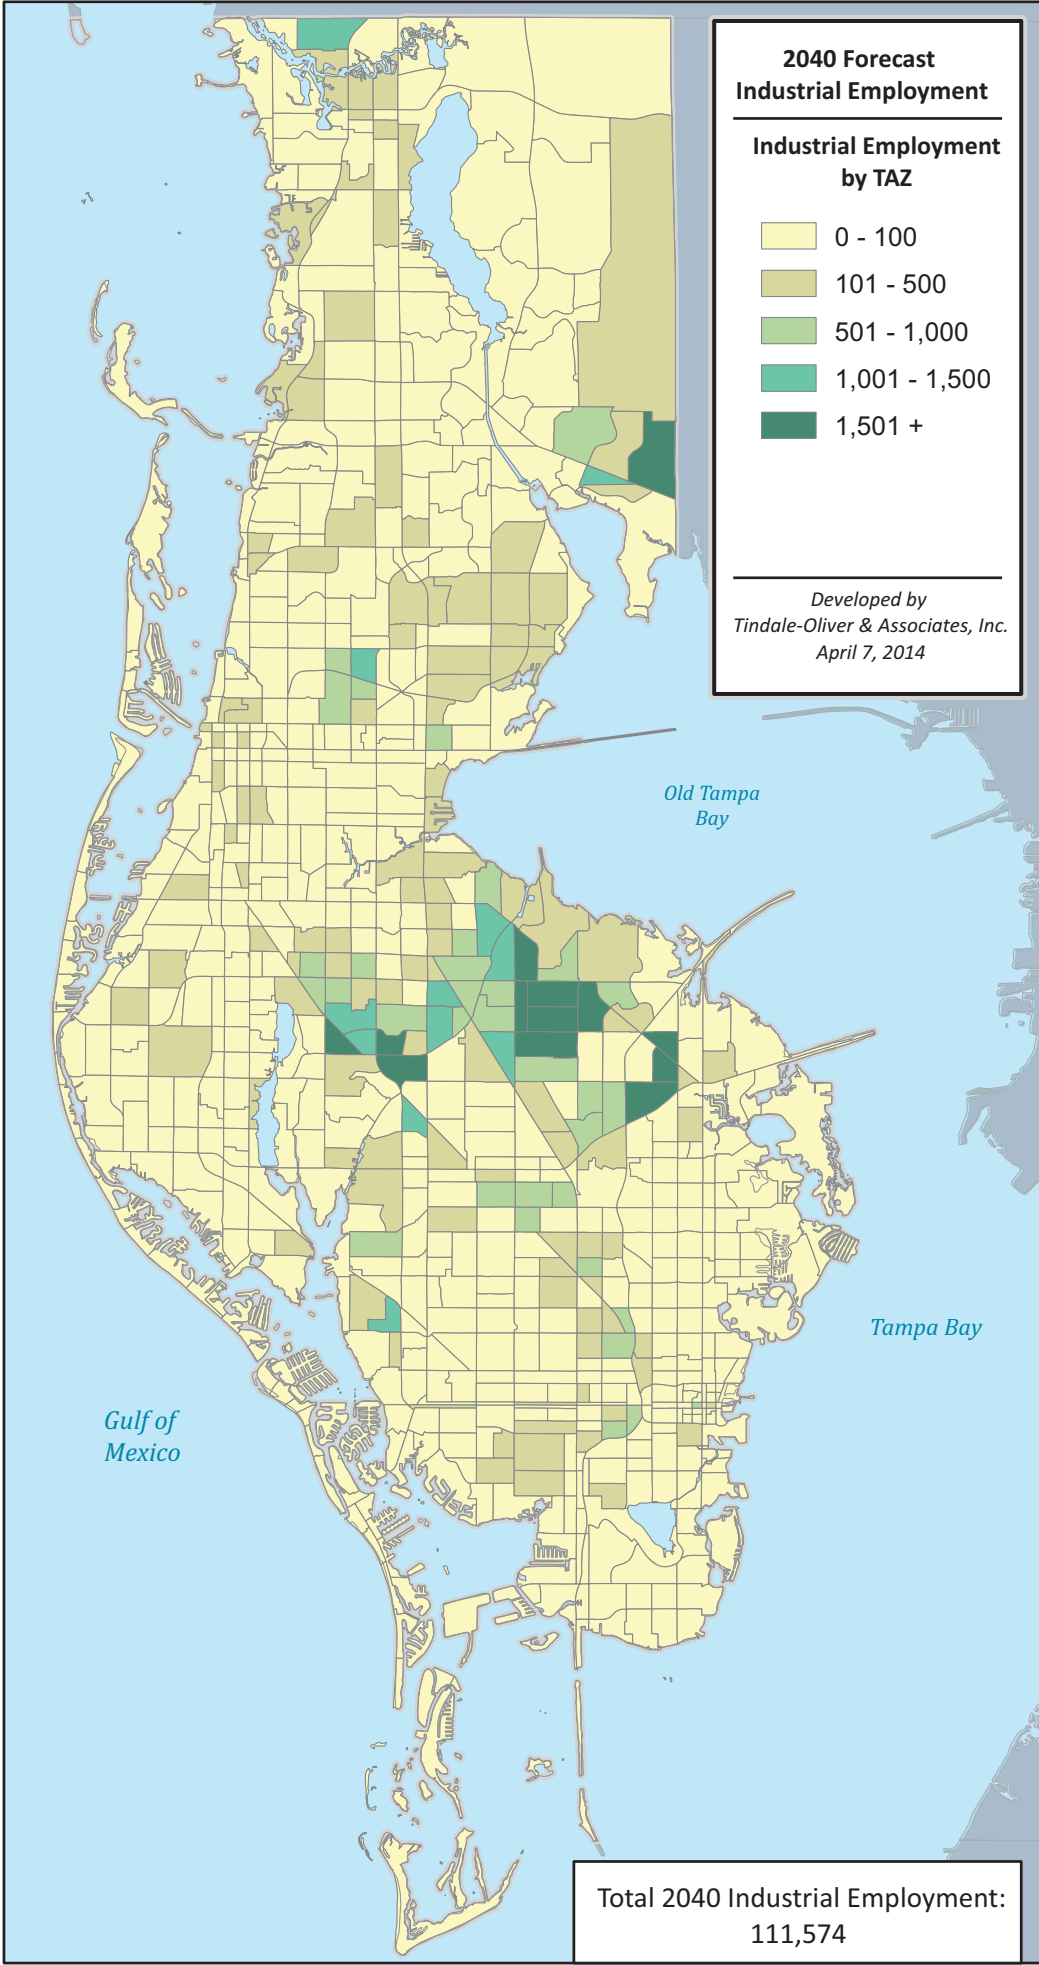 2040 Forecast
Industrial Employment
Industrial Employment
by TAZ
0 - 100
101 - 500
501 - 1,000
1,001 - 1,500
1,501 +
Developed by
Tindale-Oliver & Associates, Inc.
April 7, 2014
Old Tampa
Bay
Tampa Bay
Gulf of
Mexico
Total 2040 Industrial Employment:
111,574